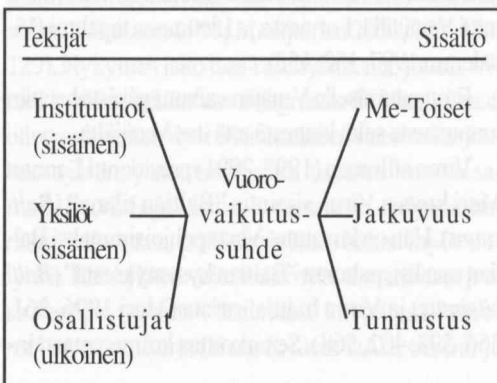 Tekijät Sisältö
Instituutiot Me-Toiset
(sisäinen)
Vuoro-
Yksilöt vaikutus- Jatkuvuus
(sisäinen) suhde
Osallistujat Tunnustus
(ulkoinen)